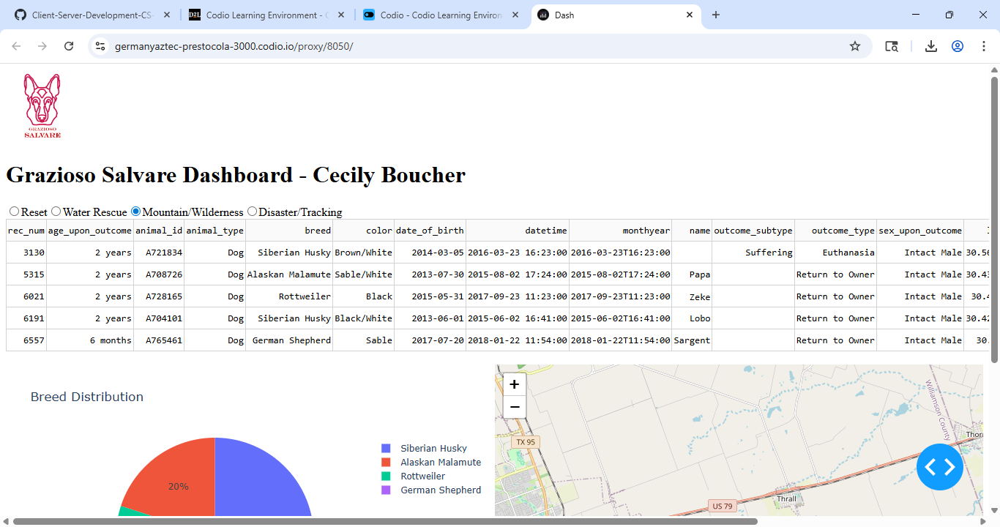 Client-Server-Development-CS-
Codio Learning Environment - C
Codio - Codio Learning Environ
Dash
germanyaztec-prestocola-3000.codio.io/proxy/8050/
GRAZIOSO
SALVARE
Grazioso Salvare Dashboard - Cecily Boucher
Reset Water Rescue Mountain/Wilderness Disaster/Tracking
rec_num age_upon_outcome animal_id animal_type breed color date_of_birth datetime monthyear name outcome_subtype outcome_type sex_upon_outcome
3130 2 years A721834 Dog Siberian Husky Brown/White 2014-03-05 2016-03-23 16:23:00 2016-03-23T16:23:00 Suffering Euthanasia Intact Male 30.56
5315 2 years A708726 Dog Alaskan Malamute Sable/White 2013-07-30 2015-08-02 17:24:00 2015-08-02T17:24:00 Papa Return to Owner Intact Male 30.43
6021 2 years A728165 Dog Rottweiler Black 2015-05-31 2017-09-23 11:23:00 2017-09-23T11:23:00 Zeke Return to Owner Intact Male 30.4
6191 2 years A704101 Dog Siberian Husky Black/White 2013-06-01 2015-06-02 16:41:00 2015-06-02T16:41:00 Lobo Return to Owner Intact Male 30.42
6557 6 months A765461 Dog German Shepherd Sable 2017-07-20 2018-01-22 11:54:00 2018-01-22T11:54:00 Sargent Return to Owner Intact Male 30.
Breed Distribution
20%
Siberian Husky
Alaskan Malamute
Rottweiler
German Shepherd
+
−
Williamson County
TX 95
Thorn
Thrall
US 79